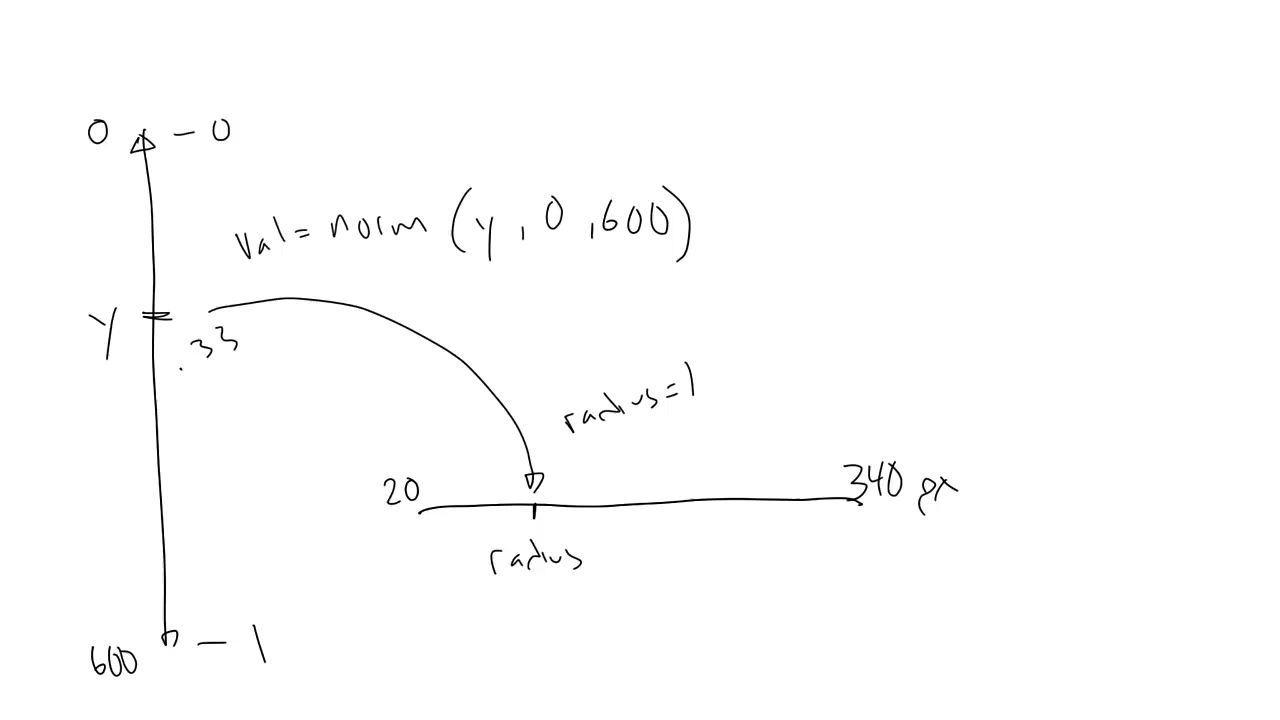 0 – 0
val = norm (y, 0, 600)
y
.33
radius = 1
20
340 px
radius
600 – 1